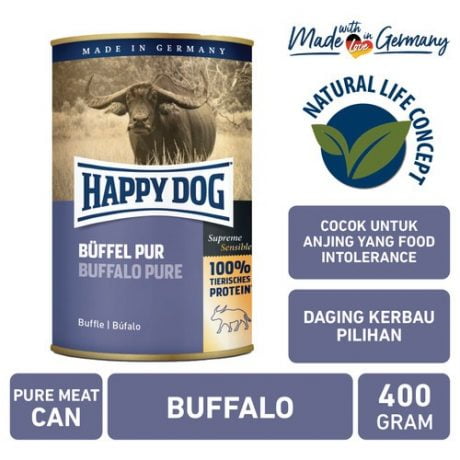 Made with Love in Germany
MADE IN GERMANY
HAPPY DOG
BÜFFEL PUR
BUFFALO PURE
Supreme
Sensible
100%
TIERISCHES
PROTEIN
Buffle | Búfalo
NATURAL LIFE CONCEPT
COCOK UNTUK
ANJING YANG FOOD
INTOLERANCE
DAGING KERBAU
PILIHAN
PURE MEAT
CAN
BUFFALO
400
GRAM